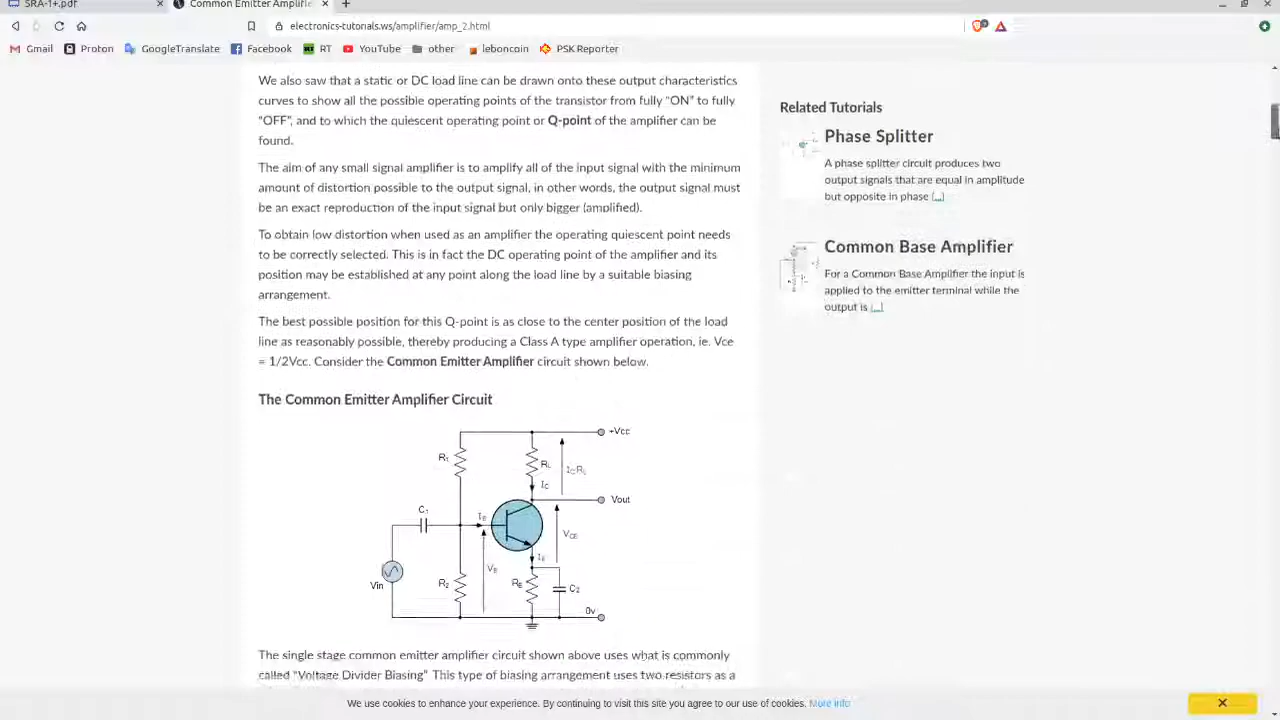 SRA-1+.pdf
Common Emitter Amplifie
electronics-tutorials.ws/amplifier/amp_2.html
Gmail Proton GoogleTranslate Facebook RT YouTube other leboncoin PSKReporter
We also saw that a static or DC load line can be drawn onto these output characteristics
curves to show all the possible operating points of the transistor from fully “ON” to fully
“OFF”, and to which the quiescent operating point or Q-point of the amplifier can be
found.
The aim of any small signal amplifier is to amplify all of the input signal with the minimum
amount of distortion possible to the output signal, in other words, the output signal must
be an exact reproduction of the input signal but only bigger (amplified).
To obtain low distortion when used as an amplifier the operating quiescent point needs
to be correctly selected. This is in fact the DC operating point of the amplifier and its
position may be established at any point along the load line by a suitable biasing
arrangement.
The best possible position for this Q-point is as close to the center position of the load
line as reasonably possible, thereby producing a Class A type amplifier operation, ie. Vce
= 1/2Vcc. Consider the Common Emitter Amplifier circuit shown below.
The Common Emitter Amplifier Circuit
+Vcc
R1
RL
IC.RL
IC
Vout
C1
IB
VCE
IE
VB
Vin
R2
RE
C2
0v
The single stage common emitter amplifier circuit shown above uses what is commonly
called “Voltage Divider Biasing” This type of biasing arrangement uses two resistors as a
Related Tutorials
Phase Splitter
A phase splitter circuit produces two
output signals that are equal in amplitude
but opposite in phase [...]
Common Base Amplifier
For a Common Base Amplifier the input is
applied to the emitter terminal while the
output is [...]
We use cookies to enhance your experience. By continuing to visit this site you agree to our use of cookies. More info